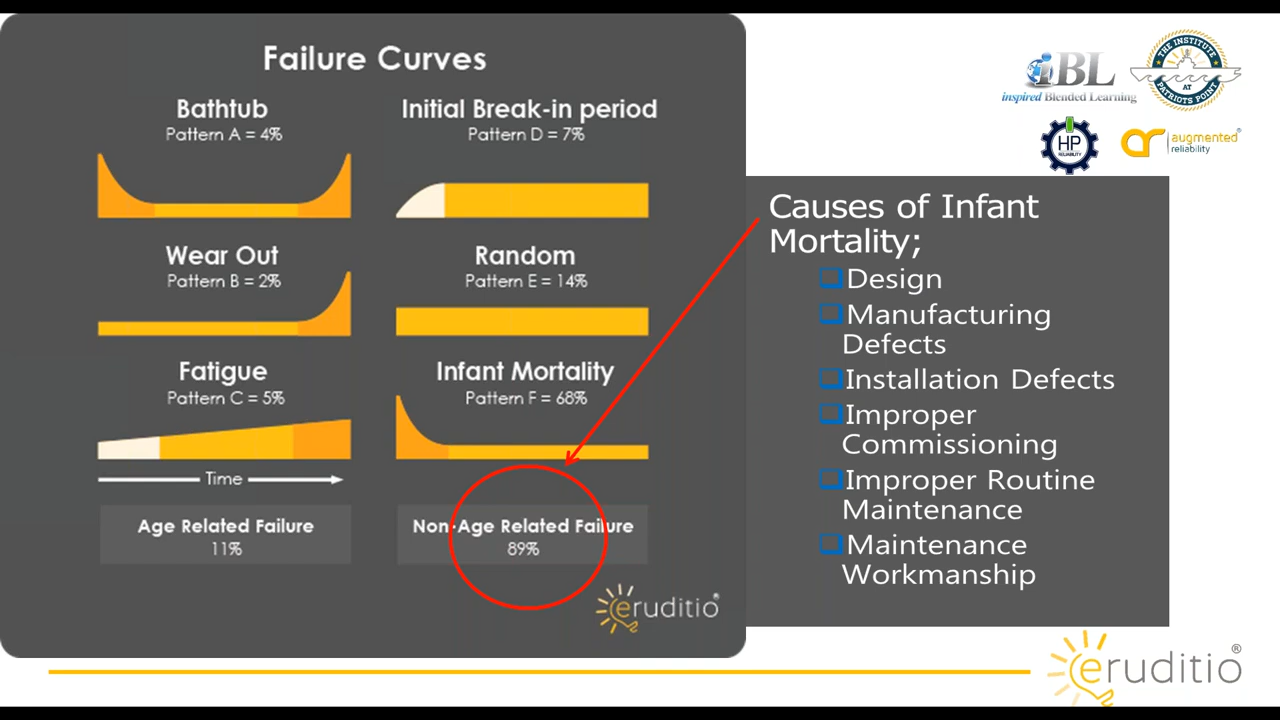 Failure Curves
Bathtub
Pattern A = 4%
Initial Break-in period
Pattern D = 7%
Wear Out
Pattern B = 2%
Random
Pattern E = 14%
Fatigue
Pattern C = 5%
Infant Mortality
Pattern F = 68%
Time
Age Related Failure
11%
Non-Age Related Failure
89%
eruditio
iBL
inspired Blended Learning
THE INSTITUTE
AT
PATRIOTS POINT
HP
RELIABILITY
ar augmented®
reliability
Causes of Infant
Mortality;
Design
Manufacturing
Defects
Installation Defects
Improper
Commissioning
Improper Routine
Maintenance
Maintenance
Workmanship
eruditio®